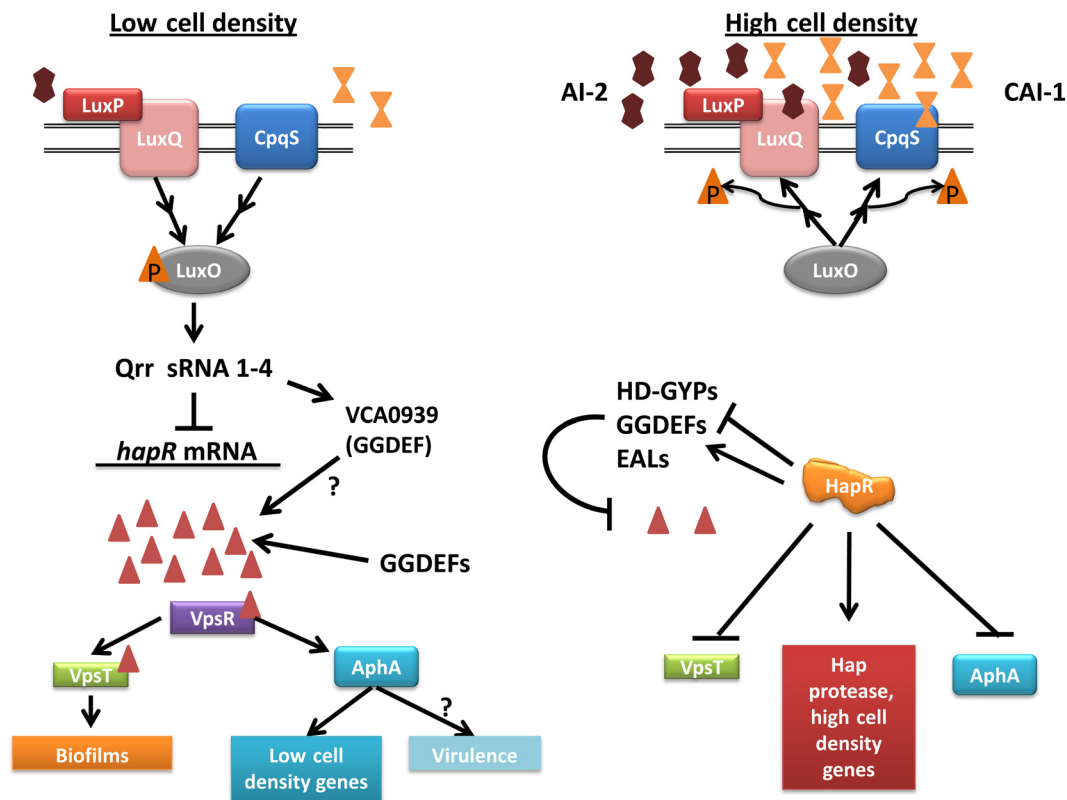 Low cell density
LuxP
LuxQ
CpqS
P
LuxO
Qrr sRNA 1-4
VCA0939
(GGDEF)
hapR mRNA
?
GGDEFs
VpsR
VpsT
AphA
?
Biofilms
Low cell
density genes
Virulence
High cell density
AI-2
CAI-1
LuxP
LuxQ
CpqS
P
P
LuxO
HD-GYPs
GGDEFs
EALs
HapR
VpsT
Hap
protease,
high cell
density
genes
AphA